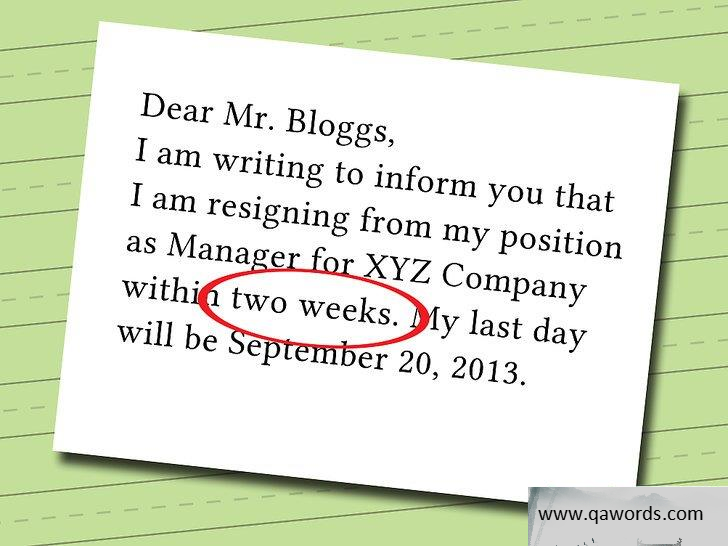 Dear Mr. Bloggs,
I am writing to inform you that
I am resigning from my position
as Manager for XYZ Company
within two weeks. My last day
will be September 20, 2013.
www.qawords.com